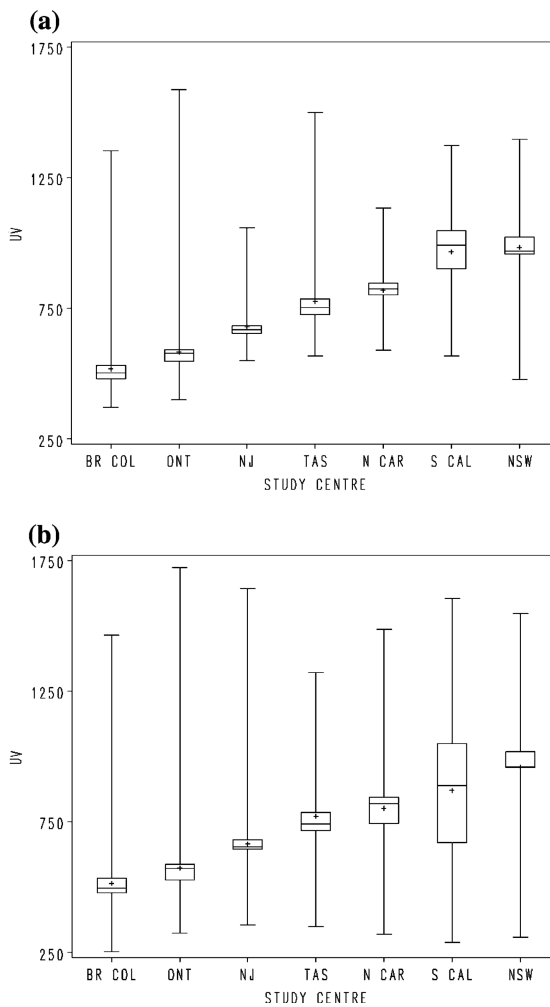 (a)
1750
1250
UV
750
250
BR COL ONT NJ TAS N CAR S CAL NSW
STUDY CENTRE
(b)
1750
1250
UV
750
250
BR COL ONT NJ TAS N CAR S CAL NSW
STUDY CENTRE